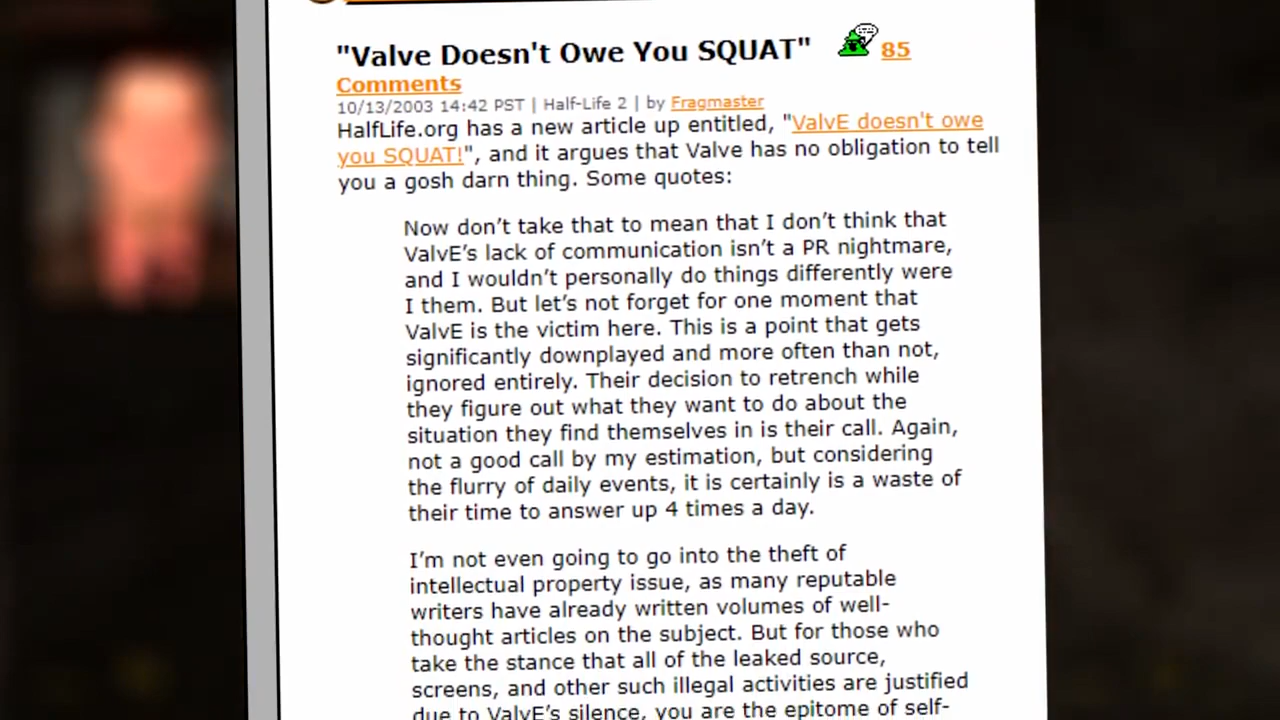 "Valve Doesn't Owe You SQUAT" 85
Comments
10/13/2003 14:42 PST | Half-Life 2 | by Fragmaster
HalfLife.org has a new article up entitled, "ValvE doesn't owe
you SQUAT!", and it argues that Valve has no obligation to tell
you a gosh darn thing. Some quotes:
Now don’t take that to mean that I don’t think that
ValvE’s lack of communication isn’t a PR nightmare,
and I wouldn’t personally do things differently were
I them. But let’s not forget for one moment that
ValvE is the victim here. This is a point that gets
significantly downplayed and more often than not,
ignored entirely. Their decision to retrench while
they figure out what they want to do about the
situation they find themselves in is their call. Again,
not a good call by my estimation, but considering
the flurry of daily events, it is certainly is a waste of
their time to answer up 4 times a day.
I’m not even going to go into the theft of
intellectual property issue, as many reputable
writers have already written volumes of well-
thought articles on the subject. But for those who
take the stance that all of the leaked source,
screens, and other such illegal activities are justified
due to ValvE’s silence, you are the epitome of self-